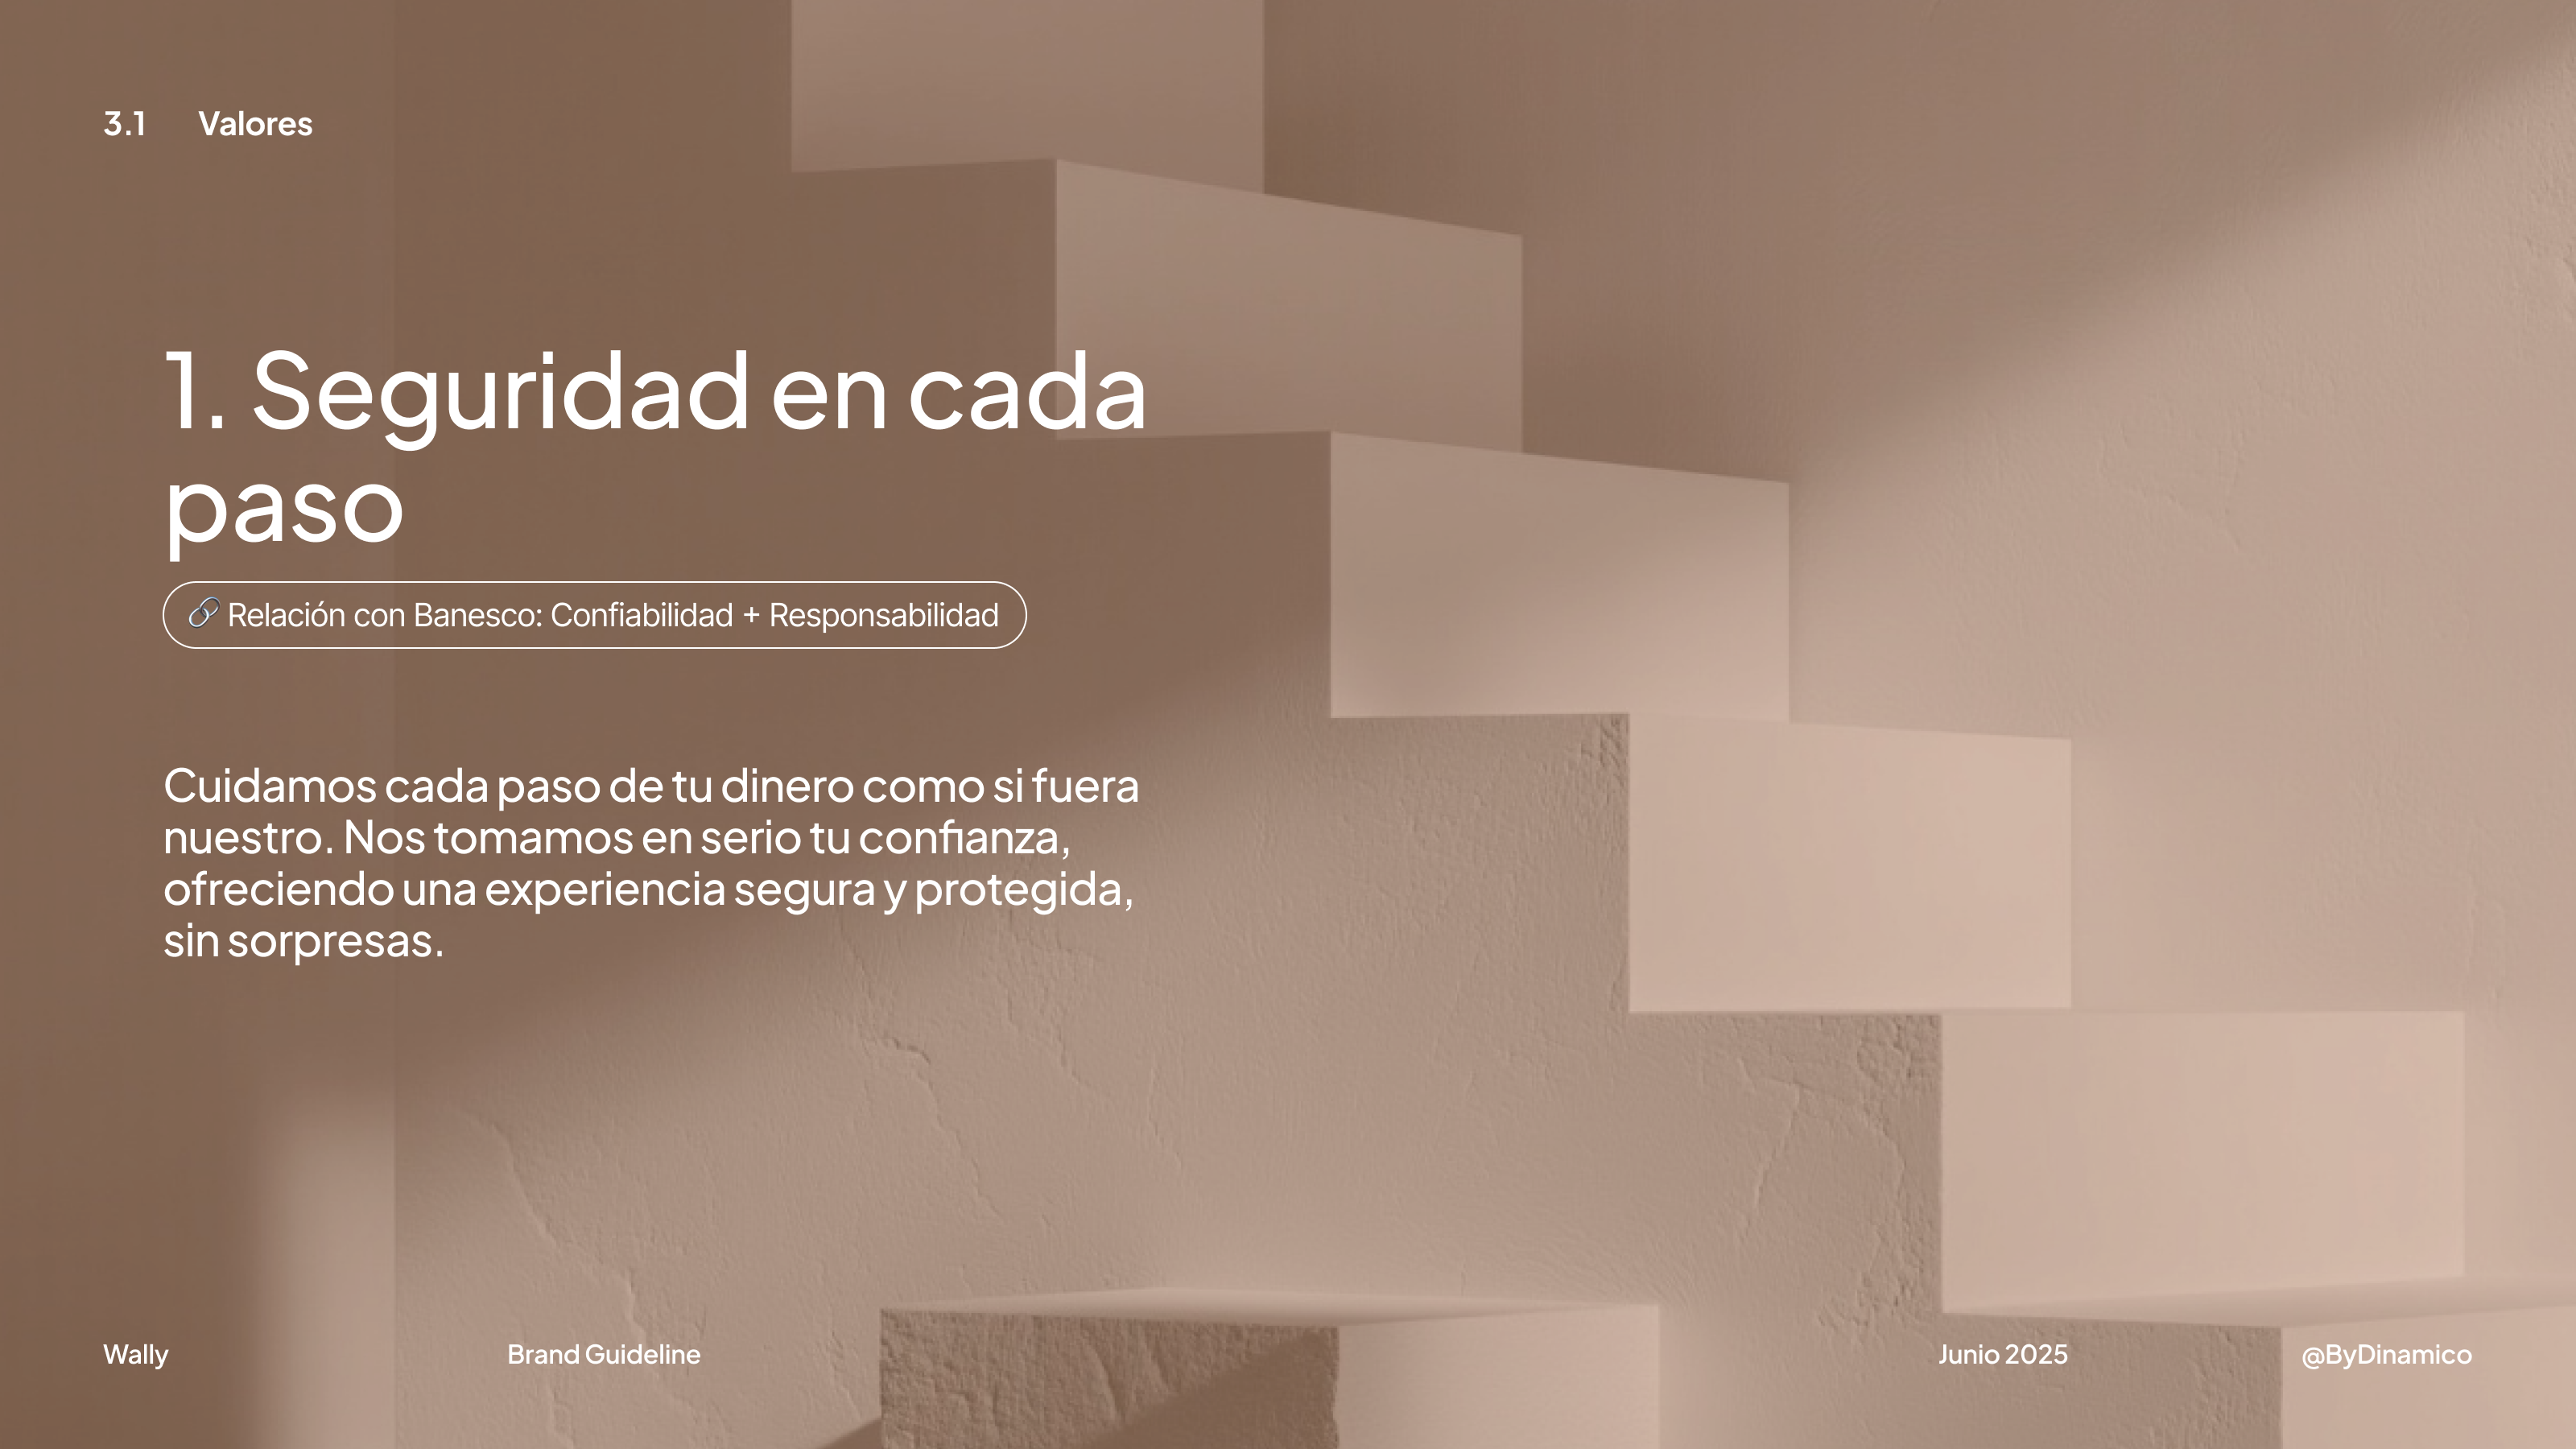 3.1 Valores
1. Seguridad en cada
paso
🔗 Relación con Banesco: Confiabilidad + Responsabilidad
Cuidamos cada paso de tu dinero como si fuera
nuestro. Nos tomamos en serio tu confianza,
ofreciendo una experiencia segura y protegida,
sin sorpresas.
Wally Brand Guideline Junio 2025 @ByDinamico